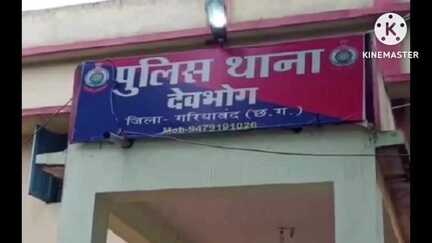 पुलिस थाना
देवभोग
जिला- गरियाबंद (छ.ग.)
Mob-9479191026
KINEMASTER